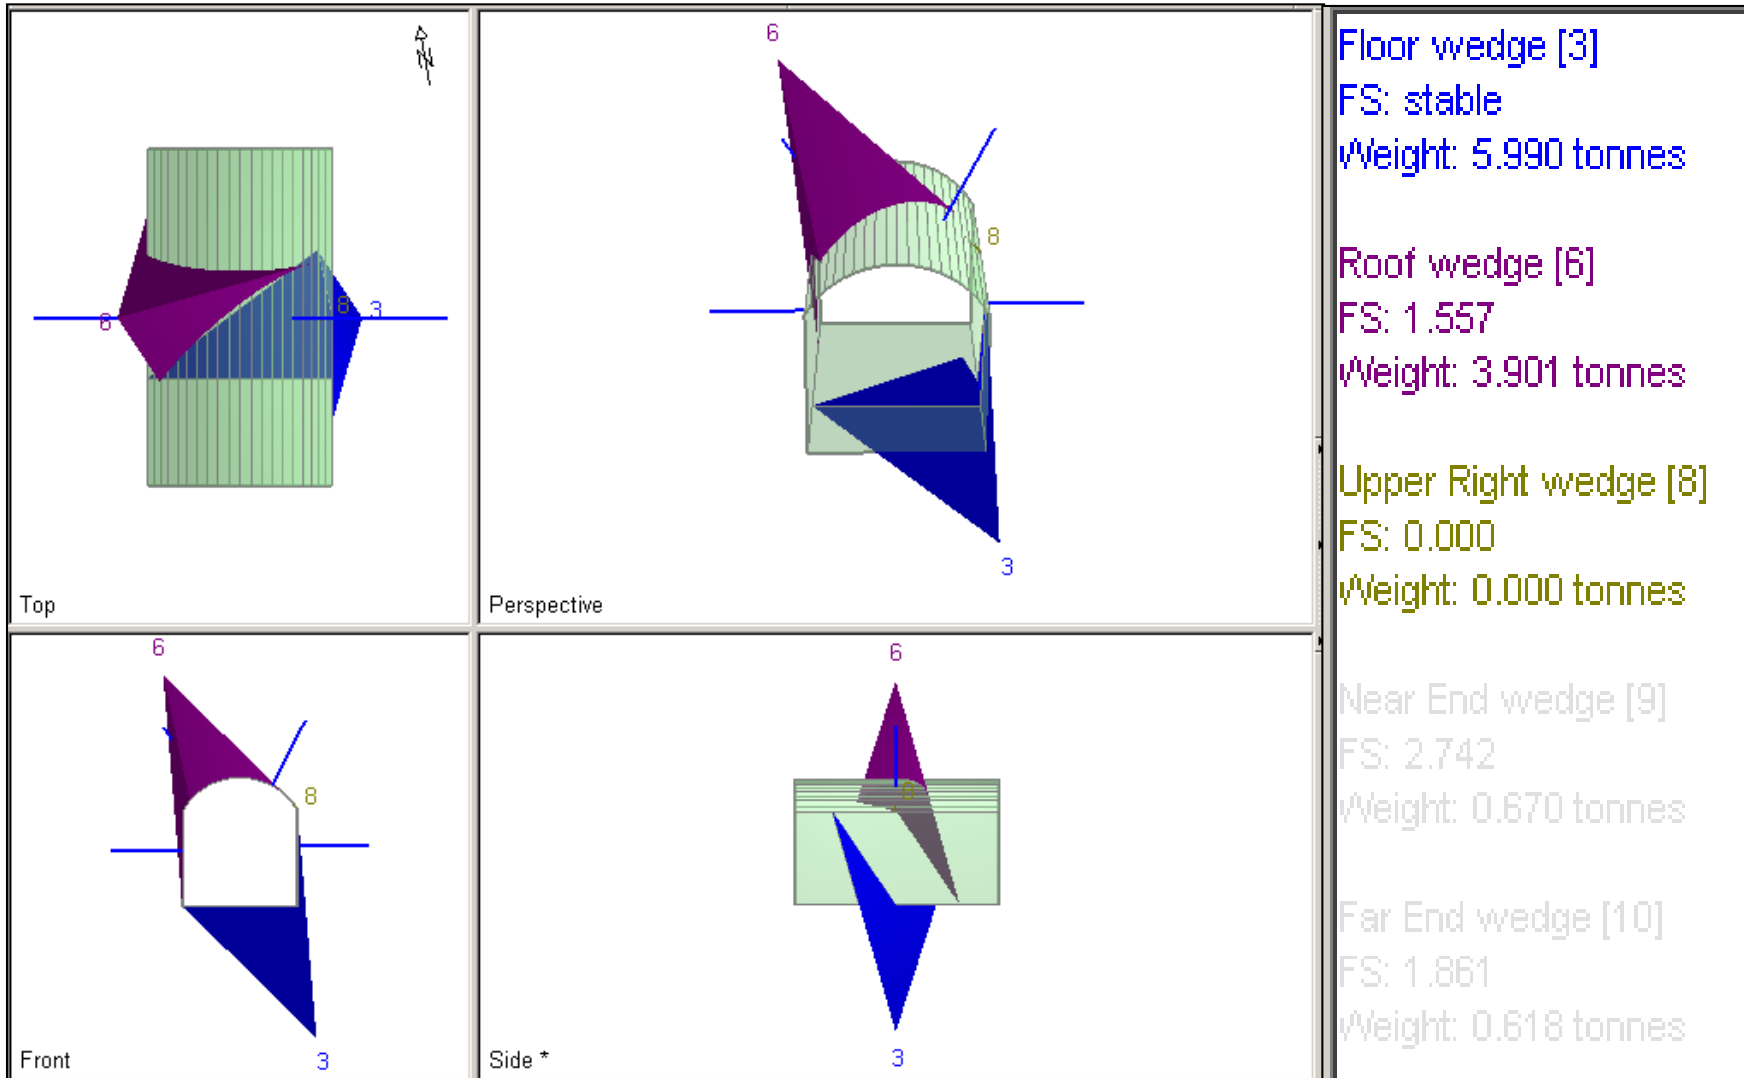 N
8
3
6
Top
6
8
3
Perspective
6
8
3
Front
6
8
3
Side *
Floor wedge [3]
FS: stable
Weight: 5.990 tonnes
Roof wedge [6]
FS: 1.557
Weight: 3.901 tonnes
Upper Right wedge [8]
FS: 0.000
Weight: 0.000 tonnes
Near End wedge [9]
FS: 2.742
Weight: 0.670 tonnes
Far End wedge [10]
FS: 1.861
Weight: 0.618 tonnes